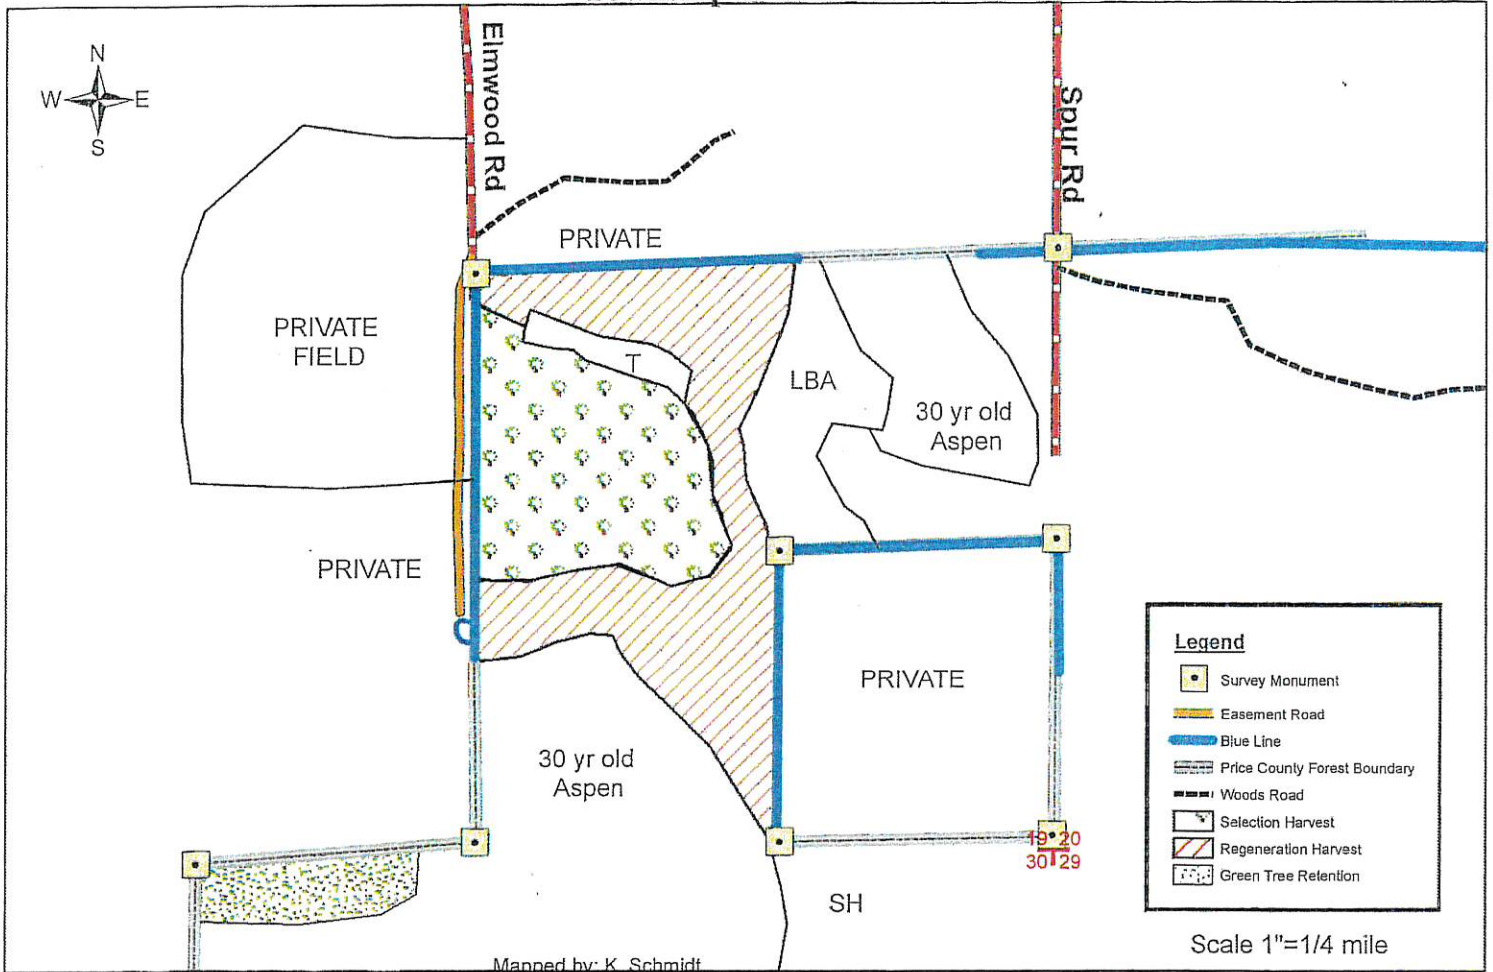 N
W E
S
Elmwood Rd
Spur Rd
PRIVATE
PRIVATE
FIELD
T
LBA
30 yr old
Aspen
PRIVATE
PRIVATE
30 yr old
Aspen
19 20
30 29
SH
Mapped by: K. Schmidt
Legend
Survey Monument
Easement Road
Blue Line
Price County Forest Boundary
Woods Road
Selection Harvest
Regeneration Harvest
Green Tree Retention
Scale 1"=1/4 mile